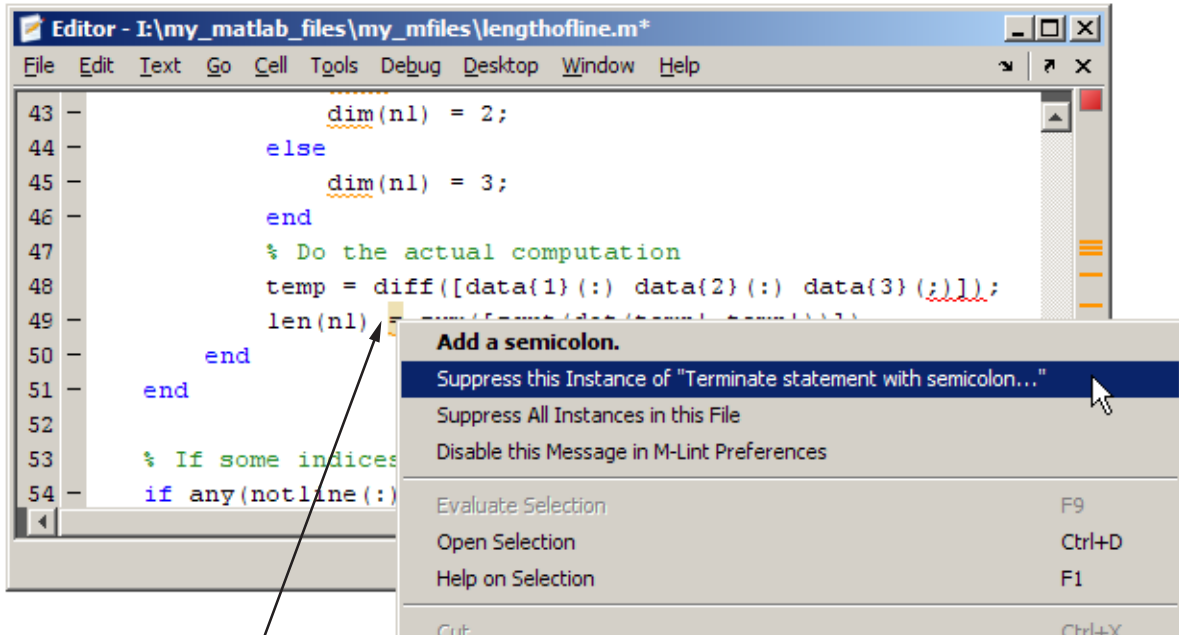 Editor - I:\my_matlab_files\my_mfiles\lengthofline.m*
File Edit Text Go Cell Tools Debug Desktop Window Help
43 - dim(nl) = 2;
44 - else
45 - dim(nl) = 3;
46 - end
47 % Do the actual computation
48 temp = diff([data{1}(:) data{2}(:) data{3}(;)]);
49 - len(nl) =
50 - end
51 - end
52
53 % If some indices
54 - if any(notline(:)
Add a semicolon.
Suppress this Instance of "Terminate statement with semicolon..."
Suppress All Instances in this File
Disable this Message in M-Lint Preferences
Evaluate Selection F9
Open Selection Ctrl+D
Help on Selection F1
Cut Ctrl+X